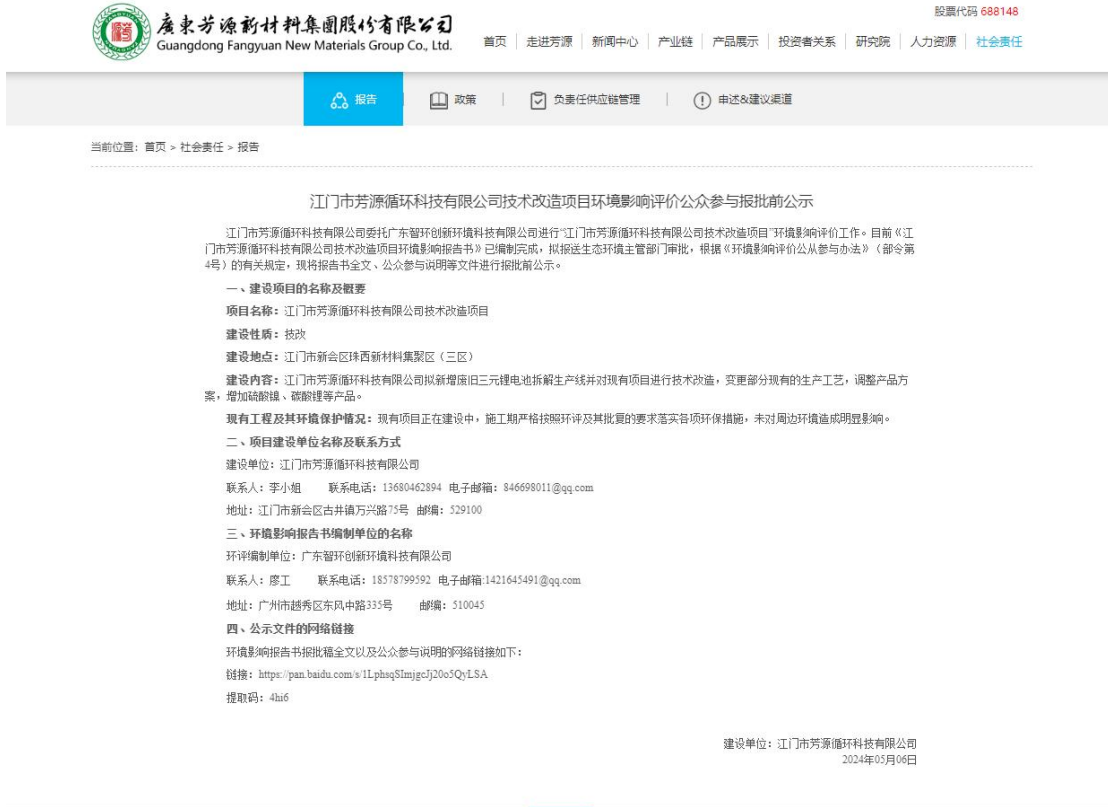 股票代码 688148
廣東芳源新材料集團股份有限公司
Guangdong Fangyuan New Materials Group Co., Ltd.
首页 | 走进芳源 | 新闻中心 | 产业链 | 产品展示 | 投资者关系 | 研究院 | 人力资源 | 社会责任
报告 政策 | 负责任供应链管理 | 申述&建议渠道
当前位置：首页 > 社会责任 > 报告
江门市芳源循环科技有限公司技术改造项目环境影响评价公众参与报批前公示
江门市芳源循环科技有限公司委托广东智环创新环境科技有限公司进行“江门市芳源循环科技有限公司技术改造项目”环境影响评价工作。目前《江
门市芳源循环科技有限公司技术改造项目环境影响报告书》已编制完成，拟报送生态环境主管部门审批，根据《环境影响评价公从参与办法》（部令第
4号）的有关规定，现将报告书全文、公众参与说明等文件进行报批前公示。
一、建设项目的名称及概要
项目名称：江门市芳源循环科技有限公司技术改造项目
建设性质：技改
建设地点：江门市新会区珠西新材料集聚区（三区）
建设内容：江门市芳源循环科技有限公司拟新增废旧三元锂电池拆解生产线并对现有项目进行技术改造，变更部分现有的生产工艺，调整产品方
案，增加硫酸镍、碳酸锂等产品。
现有工程及其环境保护情况：现有项目正在建设中，施工期严格按照环评及其批复的要求落实各项环保措施，未对周边环境造成明显影响。
二、项目建设单位名称及联系方式
建设单位：江门市芳源循环科技有限公司
联系人：李小姐 联系电话：13680462894 电子邮箱：846698011@qq.com
地址：江门市新会区古井镇万兴路75号 邮编：529100
三、环境影响报告书编制单位的名称
环评编制单位：广东智环创新环境科技有限公司
联系人：廖工 联系电话：18578799592 电子邮箱:1421645491@qq.com
地址：广州市越秀区东风中路335号 邮编：510045
四、公示文件的网络链接
环境影响报告书报批稿全文以及公众参与说明的网络链接如下：
链接：https://pan.baidu.com/s/1LphsqSImjgcJj20o5QyLSA
提取码：4hi6
建设单位：江门市芳源循环科技有限公司
2024年05月06日